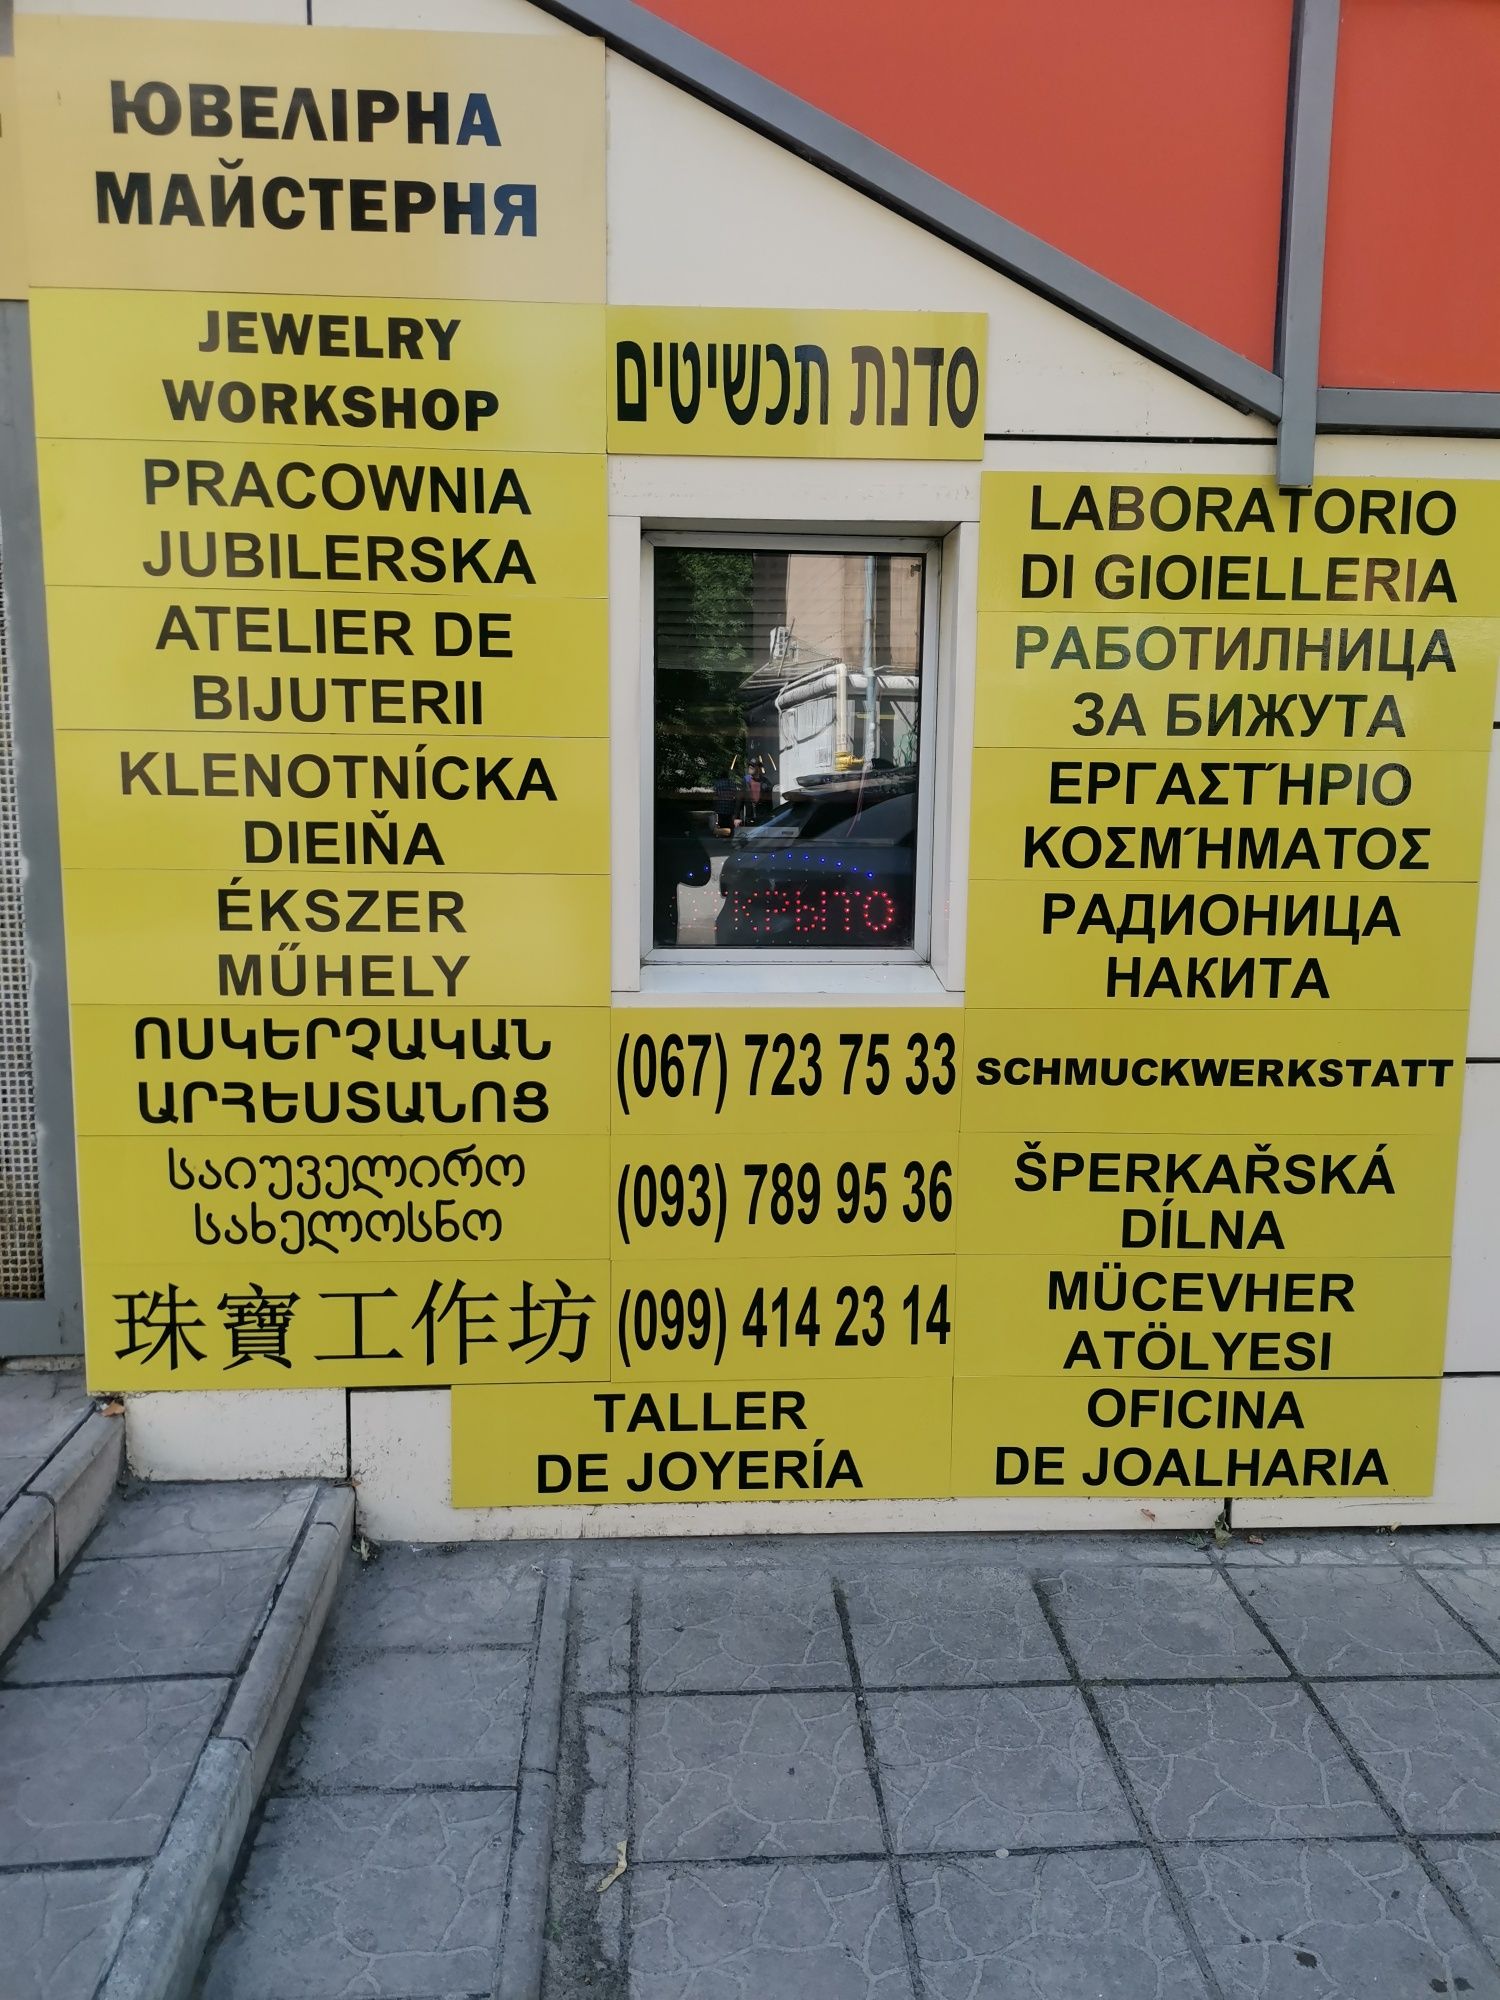 ЮВЕЛІРНА
МАЙСТЕРНЯ
JEWELRY
WORKSHOP
PRACOWNIA
JUBILERSKA
ATELIER DE
BIJUTERII
KLENOTNÍCKA
DIEIŇA
ÉKSZER
MŰHELY
ՈՍԿԵՐՉԱԿԱՆ
ԱՐՀԵՍՏԱՆՈՑ
საიუველირო
სახელოსნო
珠寶工作坊
סדנת תכשיטים
ОТКРЫТО
(067) 723 75 33
(093) 789 95 36
(099) 414 23 14
TALLER
DE JOYERÍA
LABORATORIO
DI GIOIELLERIA
РАБОТИЛНИЦА
ЗА БИЖУТА
ΕΡΓΑΣΤΉΡΙΟ
ΚΟΣΜΉΜΑΤΟΣ
РАДИОНИЦА
НАКИТА
SCHMUCKWERKSTATT
ŠPERKAŘSKÁ
DÍLNA
MÜCEVHER
ATÖLYESI
OFICINA
DE JOALHARIA